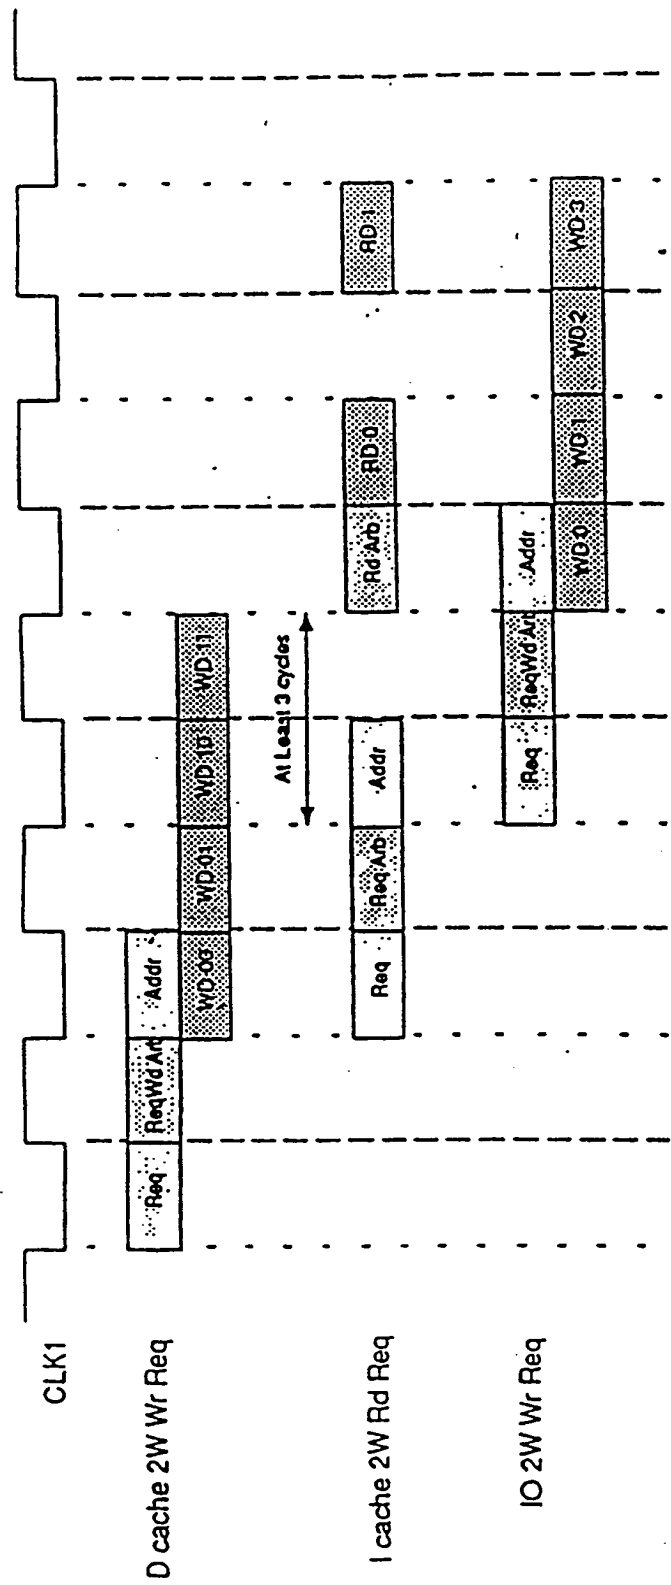 CLK1
D cache 2W Wr Req
Req
ReqWd Arb
Addr
WD 00
WD 01
WD 10
WD 11
At Least 3 cycles
I cache 2W Rd Req
Req
Req Arb
Addr
Rd Arb
RD 0
RD 1
IO 2W Wr Req
Req
ReqWd Arb
Addr
WD 0
WD 1
WD 2
WD 3